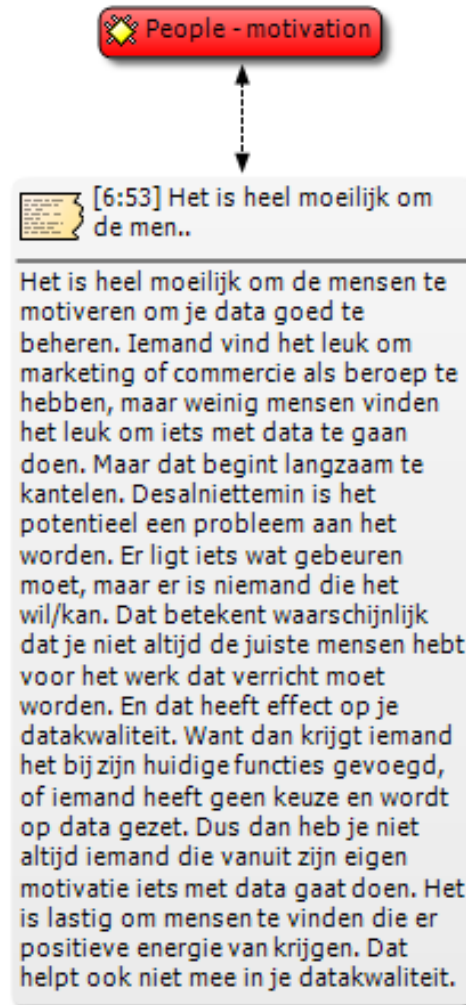 People - motivation
[6:53] Het is heel moeilijk om
de men..
Het is heel moeilijk om de mensen te
motiveren om je data goed te
beheren. Iemand vind het leuk om
marketing of commercie als beroep te
hebben, maar weinig mensen vinden
het leuk om iets met data te gaan
doen. Maar dat begint langzaam te
kantelen. Desalniettemin is het
potentieel een probleem aan het
worden. Er ligt iets wat gebeuren
moet, maar er is niemand die het
wil/kan. Dat betekent waarschijnlijk
dat je niet altijd de juiste mensen hebt
voor het werk dat verricht moet
worden. En dat heeft effect op je
datakwaliteit. Want dan krijgt iemand
het bij zijn huidige functies gevoegd,
of iemand heeft geen keuze en wordt
op data gezet. Dus dan heb je niet
altijd iemand die vanuit zijn eigen
motivatie iets met data gaat doen. Het
is lastig om mensen te vinden die er
positieve energie van krijgen. Dat
helpt ook niet mee in je datakwaliteit.